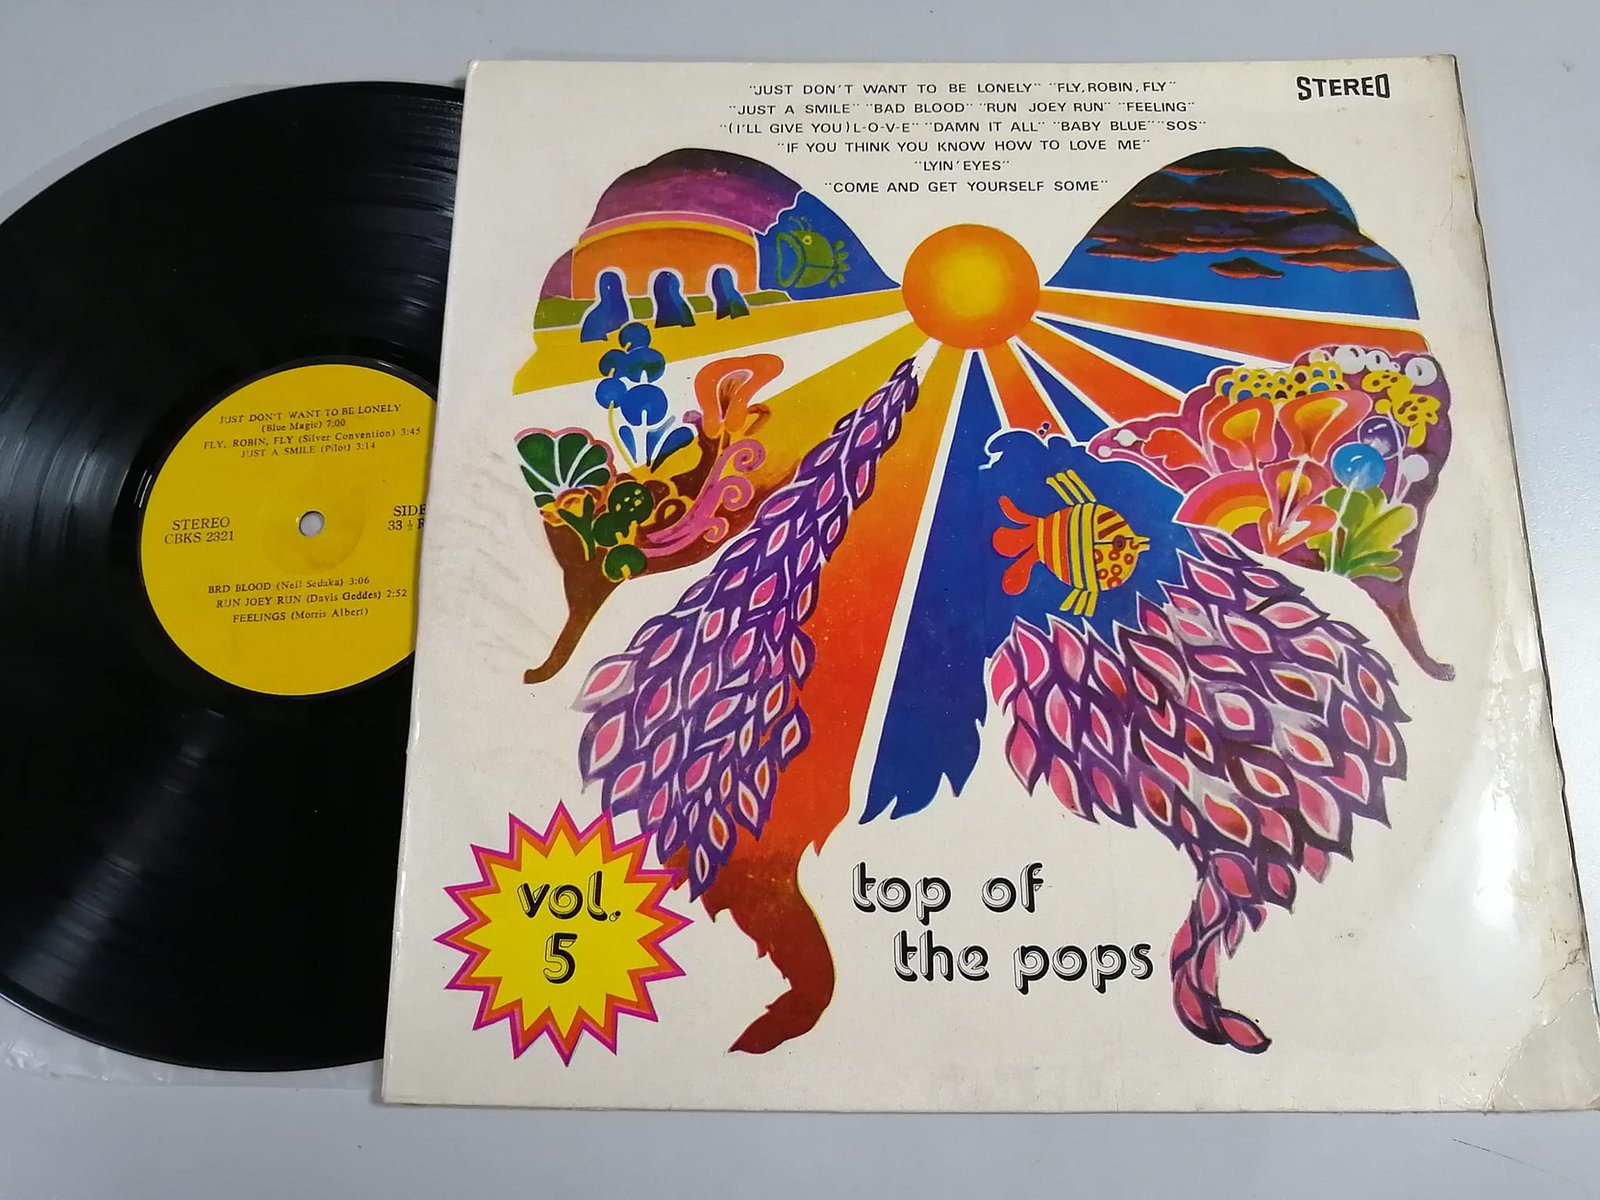 JUST DON'T WANT TO BE LONELY
(Blue Magic) 7:00
FLY, ROBIN, FLY (Silver Convention) 3:45
JUST A SMILE (Pilot) 3:14
STEREO
CBKS 2321
SIDE
33 ⅓ R
BRD BLOOD (Neil Sedaka) 3:06
RUN JOEY RUN (Davis Geddes) 2:52
FEELINGS (Morris Albert)
"JUST DON'T WANT TO BE LONELY" "FLY, ROBIN, FLY"
"JUST A SMILE" "BAD BLOOD" "RUN JOEY RUN" "FEELING"
"(I'LL GIVE YOU) L-O-V-E" "DAMN IT ALL" "BABY BLUE" "SOS"
"IF YOU THINK YOU KNOW HOW TO LOVE ME"
"LYIN' EYES"
"COME AND GET YOURSELF SOME"
STEREO
vol.
5
top of
the pops